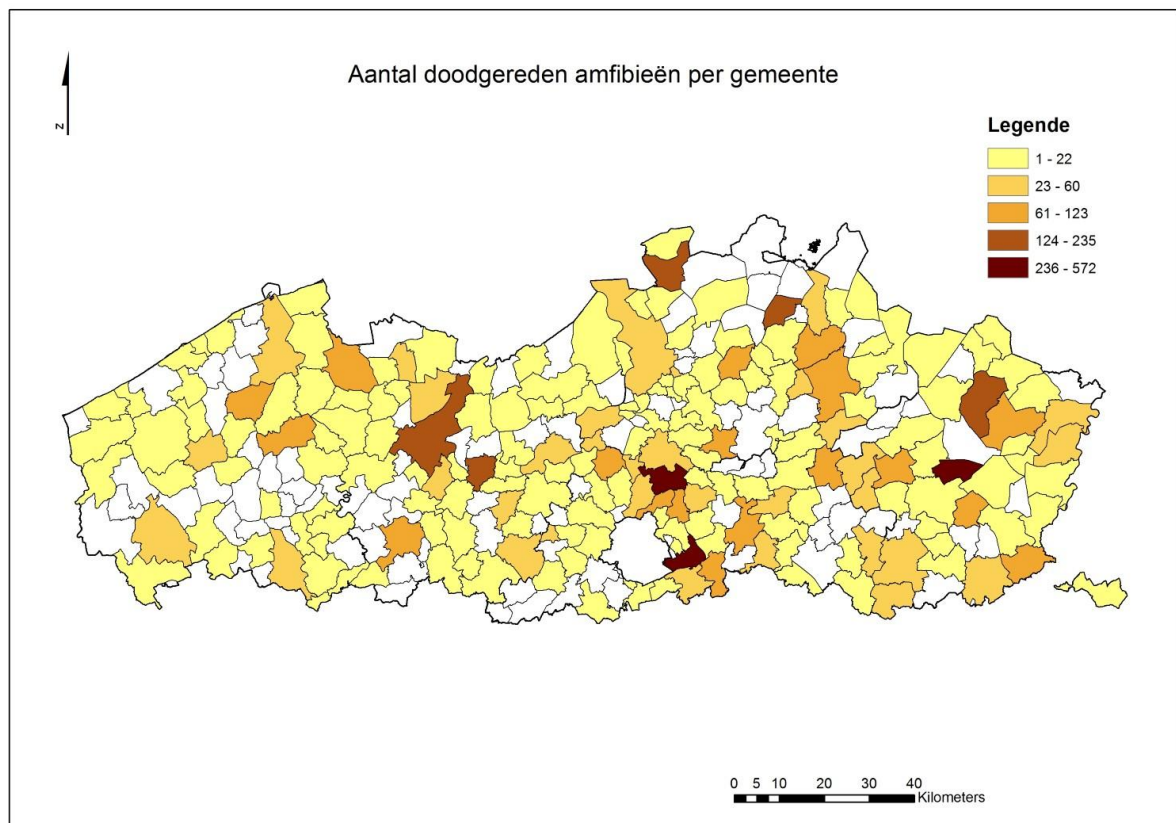 Aantal doodgereden amfibieën per gemeente
N
Legende
1 - 22
23 - 60
61 - 123
124 - 235
236 - 572
0 5 10 20 30 40
Kilometers